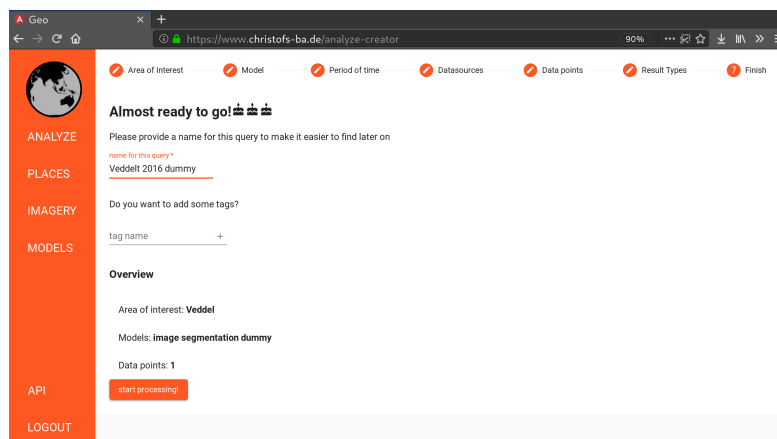 Geo
https://www.christofs-ba.de/analyze-creator
90%
ANALYZE
PLACES
IMAGERY
MODELS
API
LOGOUT
Area of Interest
Model
Period of time
Datasources
Data points
Result Types
7 Finish
Almost ready to go!
Please provide a name for this query to make it easier to find later on
name for this query *
Veddelt 2016 dummy
Do you want to add some tags?
tag name +
Overview
Area of interest: Veddel
Models: image segmentation dummy
Data points: 1
start processing!